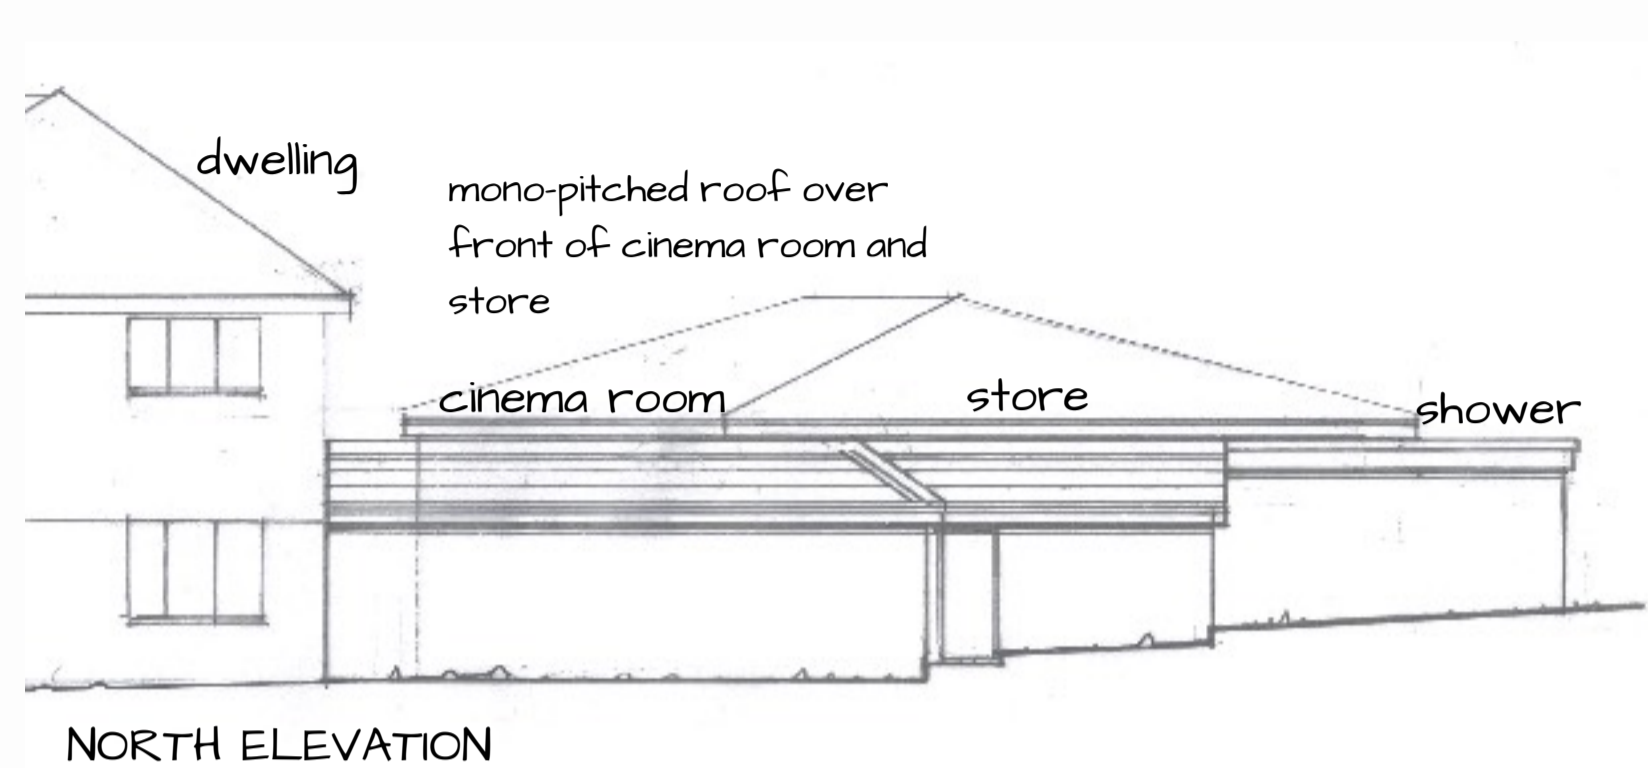 dwelling
mono-pitched roof over
front of cinema room and
store
cinema room
store
shower
NORTH ELEVATION